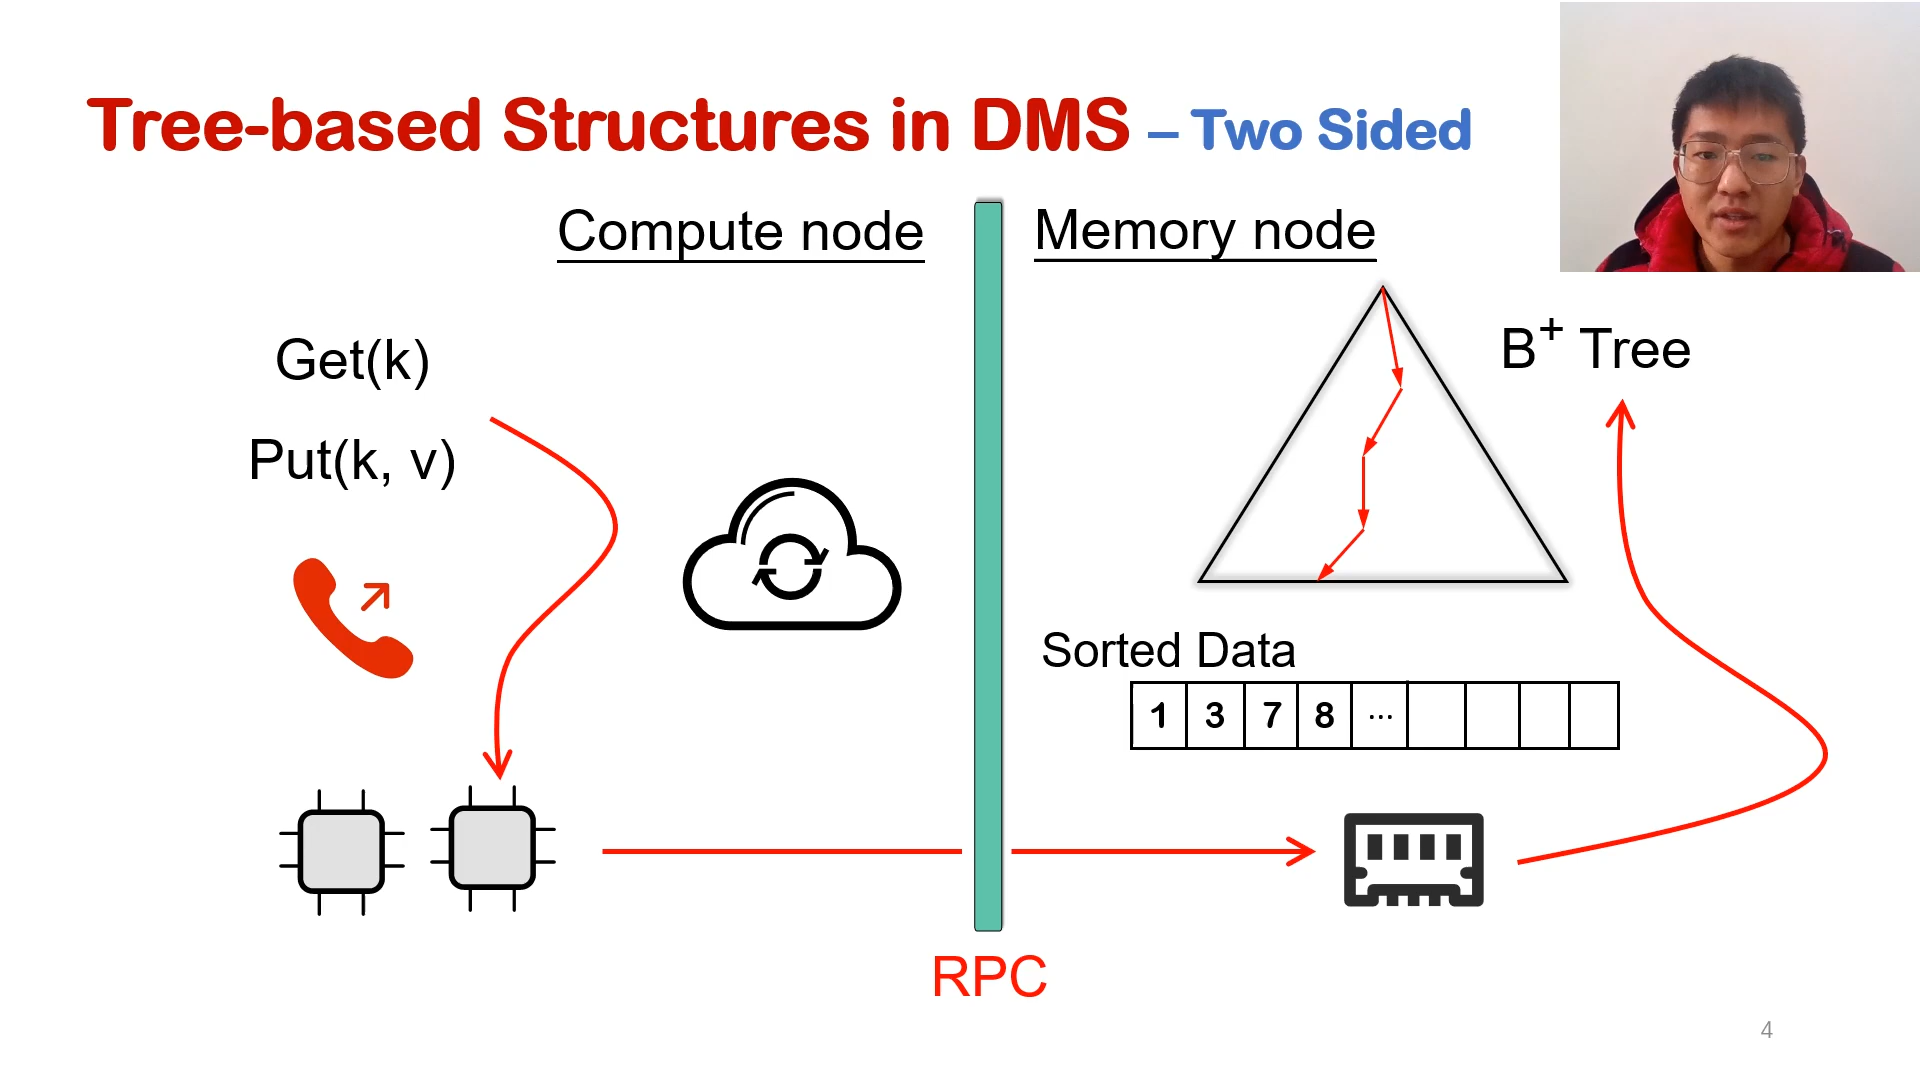 Tree-based Structures in DMS – Two Sided
Compute node
Memory node
Get(k)
Put(k, v)
B+ Tree
Sorted Data
1 3 7 8 ...
RPC
4